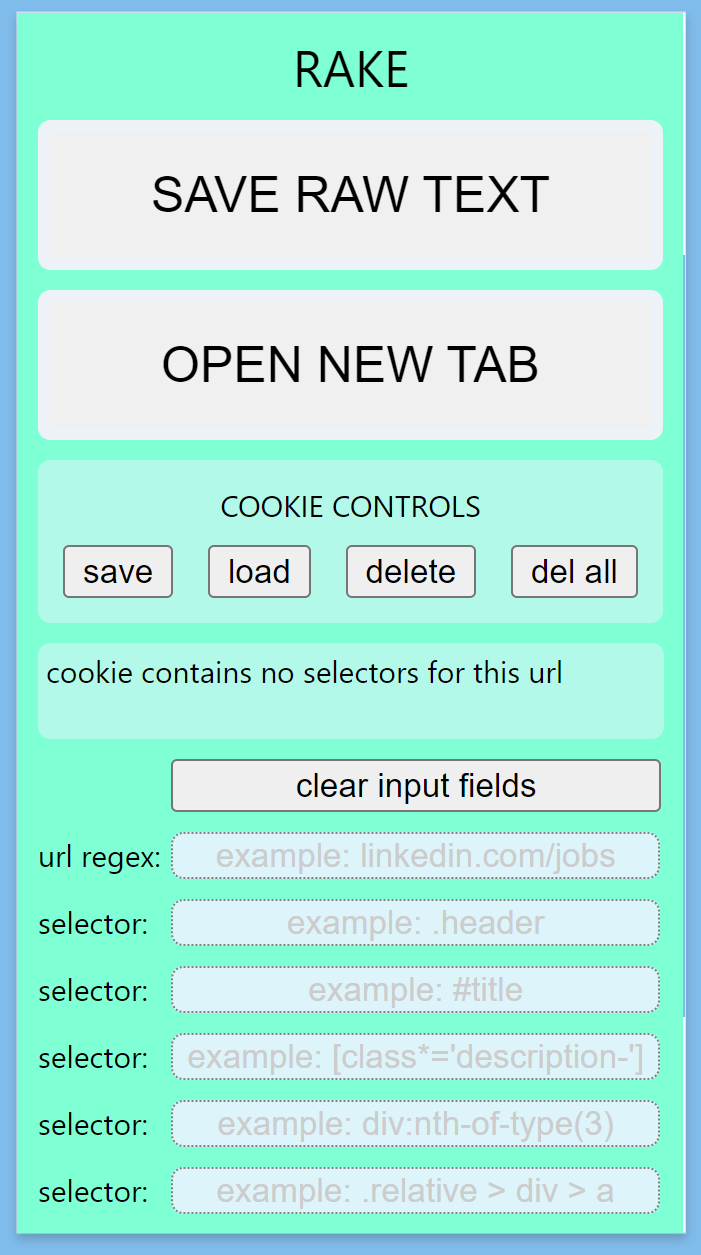 RAKE
SAVE RAW TEXT
OPEN NEW TAB
COOKIE CONTROLS
save load delete del all
cookie contains no selectors for this url
clear input fields
url regex: example: linkedin.com/jobs
selector: example: .header
selector: example: #title
selector: example: [class*='description-']
selector: example: div:nth-of-type(3)
selector: example: .relative > div > a